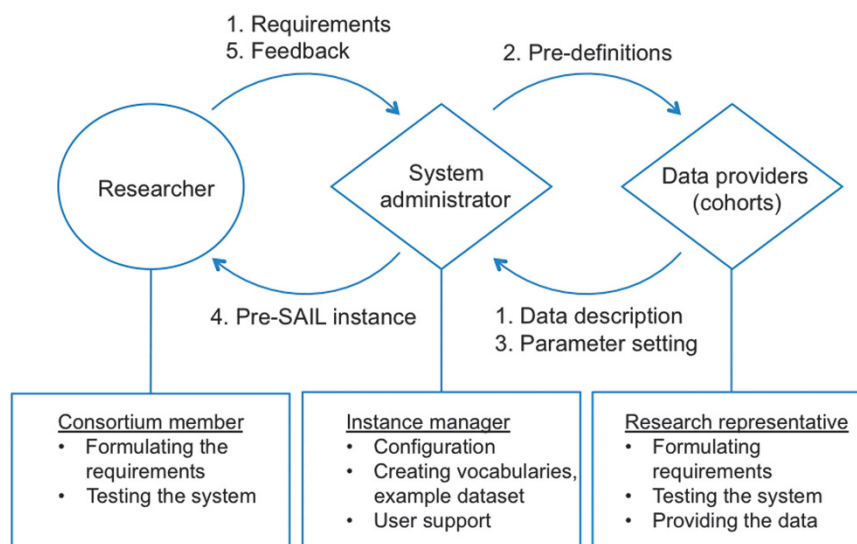 1. Requirements
5. Feedback
2. Pre-definitions
Researcher
System
administrator
Data providers
(cohorts)
4. Pre-SAIL instance
1. Data description
3. Parameter setting
Consortium member
• Formulating the
requirements
• Testing the system
Instance manager
• Configuration
• Creating vocabularies,
example dataset
• User support
Research representative
• Formulating
requirements
• Testing the system
• Providing the data